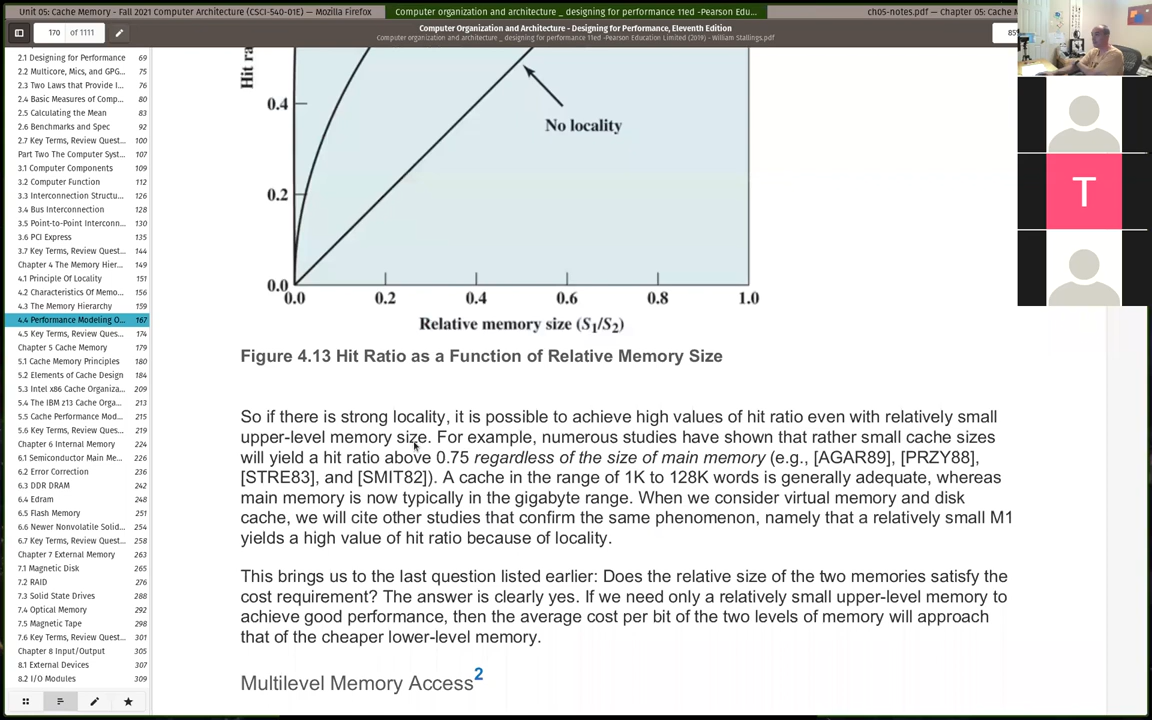 Unit 05: Cache Memory - Fall 2021 Computer Architecture (CSCI-540-01E) — Mozilla Firefox
Computer organization and architecture _ designing for performance 11ed -Pearson Edu...
ch05-notes.pdf — Chapter 05: Cache M
170 of 1111
Computer Organization and Architecture - Designing for Performance, Eleventh Edition
Computer organization and architecture _ designing for performance 11ed -Pearson Education Limited (2019) - William Stallings.pdf
85
2.1 Designing for Performance 69
2.2 Multicore, Mics, and GPG... 75
2.3 Two Laws that Provide I... 76
2.4 Basic Measures of Comp... 80
2.5 Calculating the Mean 83
2.6 Benchmarks and Spec 92
2.7 Key Terms, Review Quest... 100
Part Two The Computer Syst... 107
3.1 Computer Components 109
3.2 Computer Function 112
3.3 Interconnection Structu... 126
3.4 Bus Interconnection 128
3.5 Point-to-Point Interconn... 130
3.6 PCI Express 135
3.7 Key Terms, Review Quest... 144
Chapter 4 The Memory Hier... 149
4.1 Principle Of Locality 151
4.2 Characteristics Of Memo... 156
4.3 The Memory Hierarchy 159
4.4 Performance Modeling O... 167
4.5 Key Terms, Review Ques... 174
Chapter 5 Cache Memory 179
5.1 Cache Memory Principles 180
5.2 Elements of Cache Design 184
5.3 Intel x86 Cache Organiza... 209
5.4 The IBM z13 Cache Orga... 213
5.5 Cache Performance Mod... 215
5.6 Key Terms, Review Quest... 219
Chapter 6 Internal Memory 224
6.1 Semiconductor Main Me... 226
6.2 Error Correction 236
6.3 DDR DRAM 242
6.4 Edram 248
6.5 Flash Memory 251
6.6 Newer Nonvolatile Solid... 254
6.7 Key Terms, Review Quest... 258
Chapter 7 External Memory 263
7.1 Magnetic Disk 265
7.2 RAID 276
7.3 Solid State Drives 288
7.4 Optical Memory 292
7.5 Magnetic Tape 298
7.6 Key Terms, Review Quest... 301
Chapter 8 Input/Output 305
8.1 External Devices 307
8.2 I/O Modules 309
Hit ra
0.4
0.2
0.0
No locality
0.0 0.2 0.4 0.6 0.8 1.0
Relative memory size (S1/S2)
Figure 4.13 Hit Ratio as a Function of Relative Memory Size
So if there is strong locality, it is possible to achieve high values of hit ratio even with relatively small
upper-level memory size. For example, numerous studies have shown that rather small cache sizes
will yield a hit ratio above 0.75 regardless of the size of main memory (e.g., [AGAR89], [PRZY88],
[STRE83], and [SMIT82]). A cache in the range of 1K to 128K words is generally adequate, whereas
main memory is now typically in the gigabyte range. When we consider virtual memory and disk
cache, we will cite other studies that confirm the same phenomenon, namely that a relatively small M1
yields a high value of hit ratio because of locality.
This brings us to the last question listed earlier: Does the relative size of the two memories satisfy the
cost requirement? The answer is clearly yes. If we need only a relatively small upper-level memory to
achieve good performance, then the average cost per bit of the two levels of memory will approach
that of the cheaper lower-level memory.
Multilevel Memory Access2
T